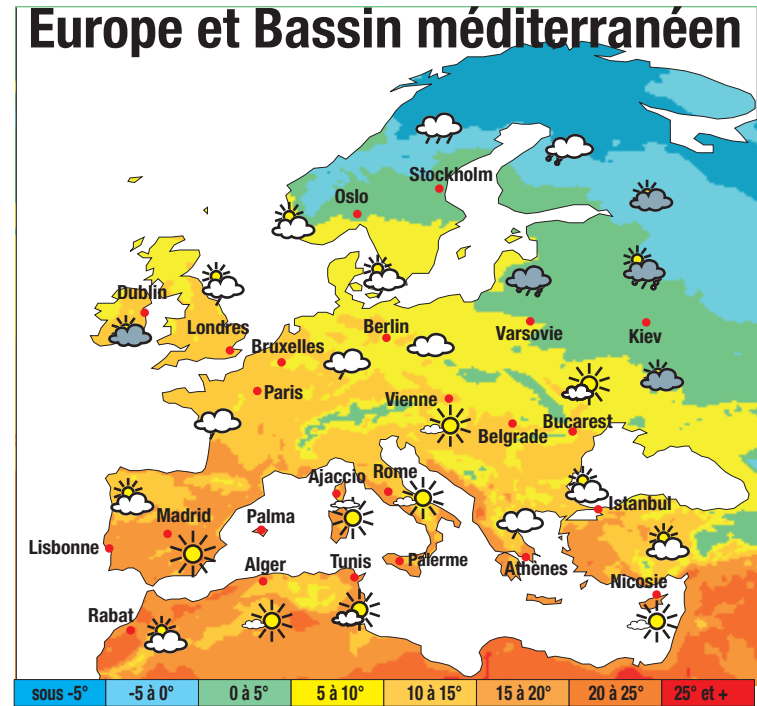 Europe et Bassin méditerranéen
Stockholm
Oslo
Dublin
Londres
Berlin
Varsovie
Kiev
Bruxelles
Paris
Vienne
Bucarest
Belgrade
Ajaccio
Rome
Istanbul
Madrid
Palma
Lisbonne
Alger
Tunis
Palerme
Athènes
Nicosie
Rabat
sous -5° -5 à 0° 0 à 5° 5 à 10° 10 à 15° 15 à 20° 20 à 25° 25° et +